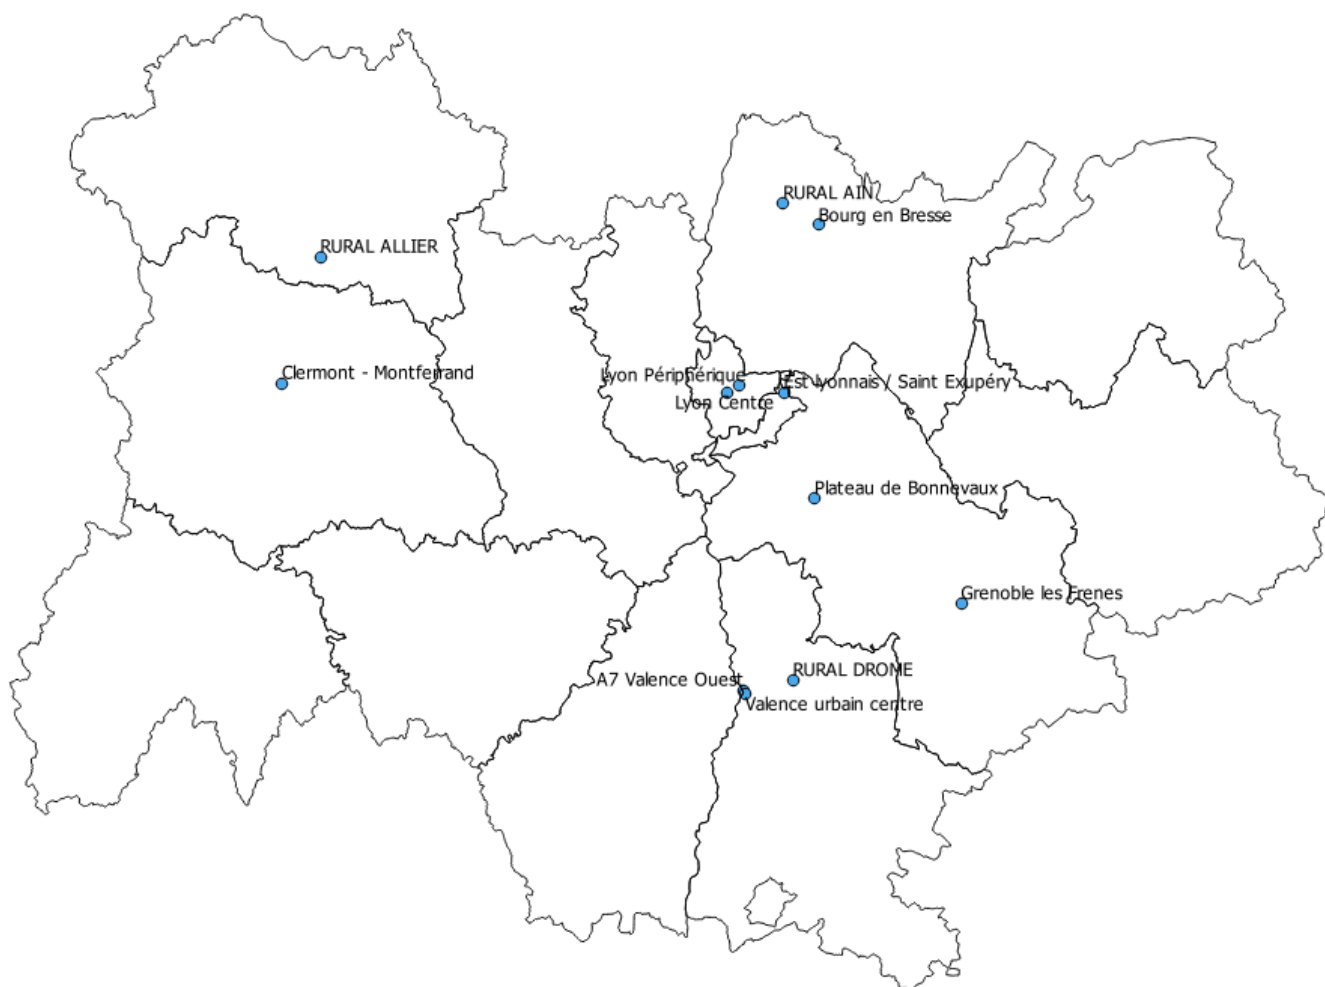 RURAL AIN
Bourg en Bresse
RURAL ALLIER
Clermont - Montferrand
Lyon Périphérique
Est Lyonnais / Saint Exupéry
Lyon Centre
Plateau de Bonnevaux
Grenoble les Frenes
RURAL DROME
A7 Valence Ouest
Valence urbain centre